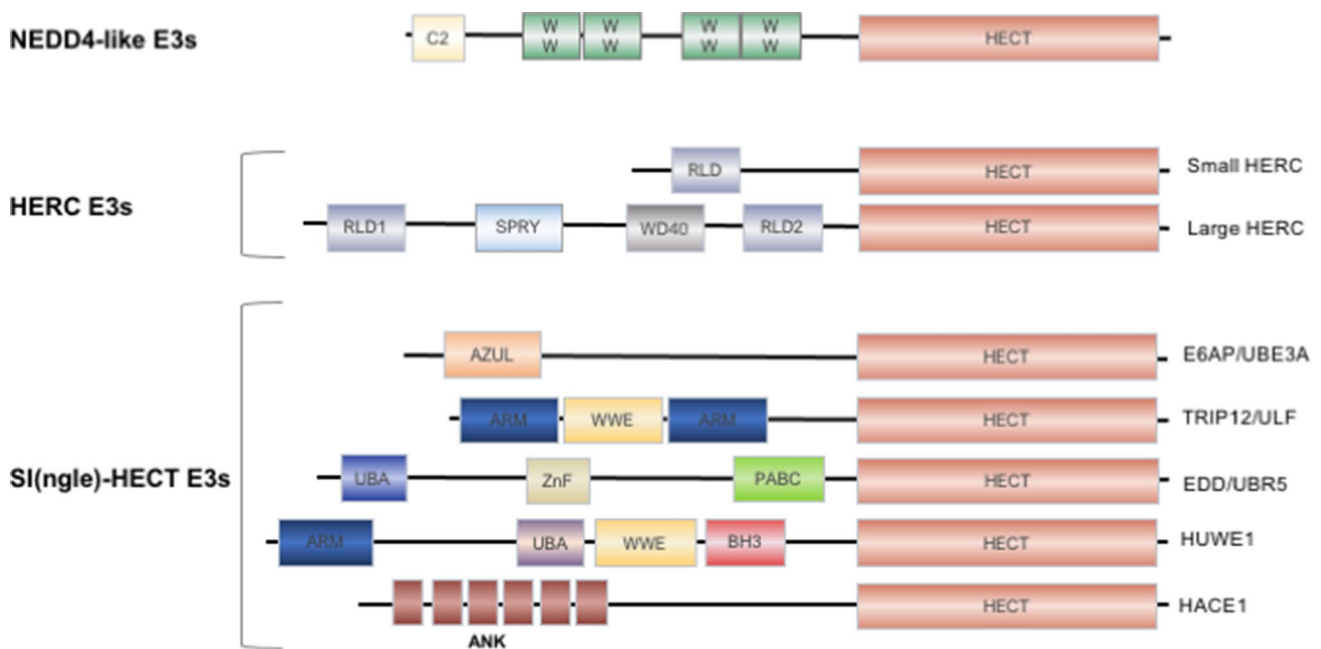 NEDD4-like E3s
C2 W W W W W W W W HECT
RLD HECT Small HERC
HERC E3s
RLD1 SPRY WD40 RLD2 HECT Large HERC
AZUL HECT E6AP/UBE3A
ARM WWE ARM HECT TRIP12/ULF
SI(ngle)-HECT E3s
UBA ZnF PABC HECT EDD/UBR5
ARM UBA WWE BH3 HECT HUWE1
HECT HACE1
ANK